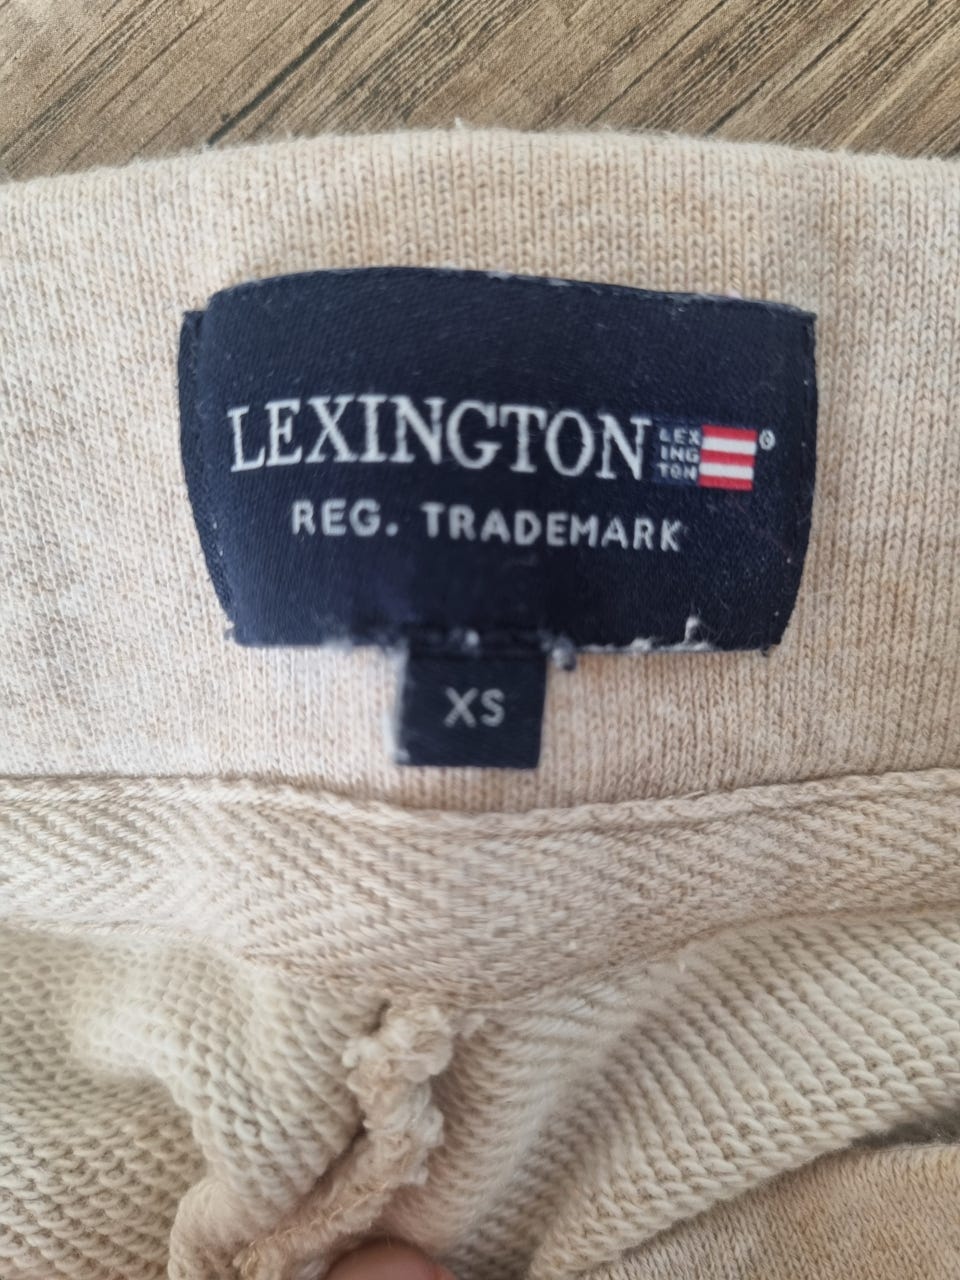 LEXINGTON LEX
ING
TON ®
REG. TRADEMARK
XS